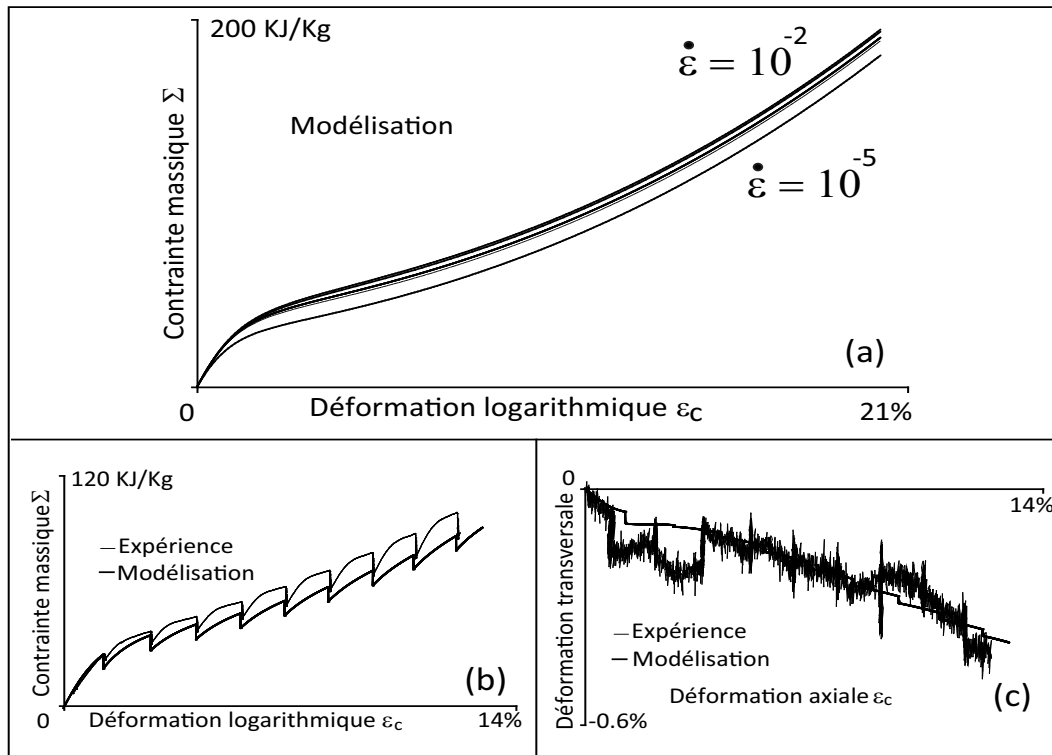 200 KJ/Kg
Contrainte massique Σ
Modélisation
ε̇ = 10^-2
ε̇ = 10^-5
(a)
0
Déformation logarithmique εc
21%
120 KJ/Kg
Contrainte massique Σ
Expérience
Modélisation
(b)
0
Déformation logarithmique εc
14%
0
14%
Déformation transversale
Expérience
Modélisation
Déformation axiale εc
(c)
-0.6%